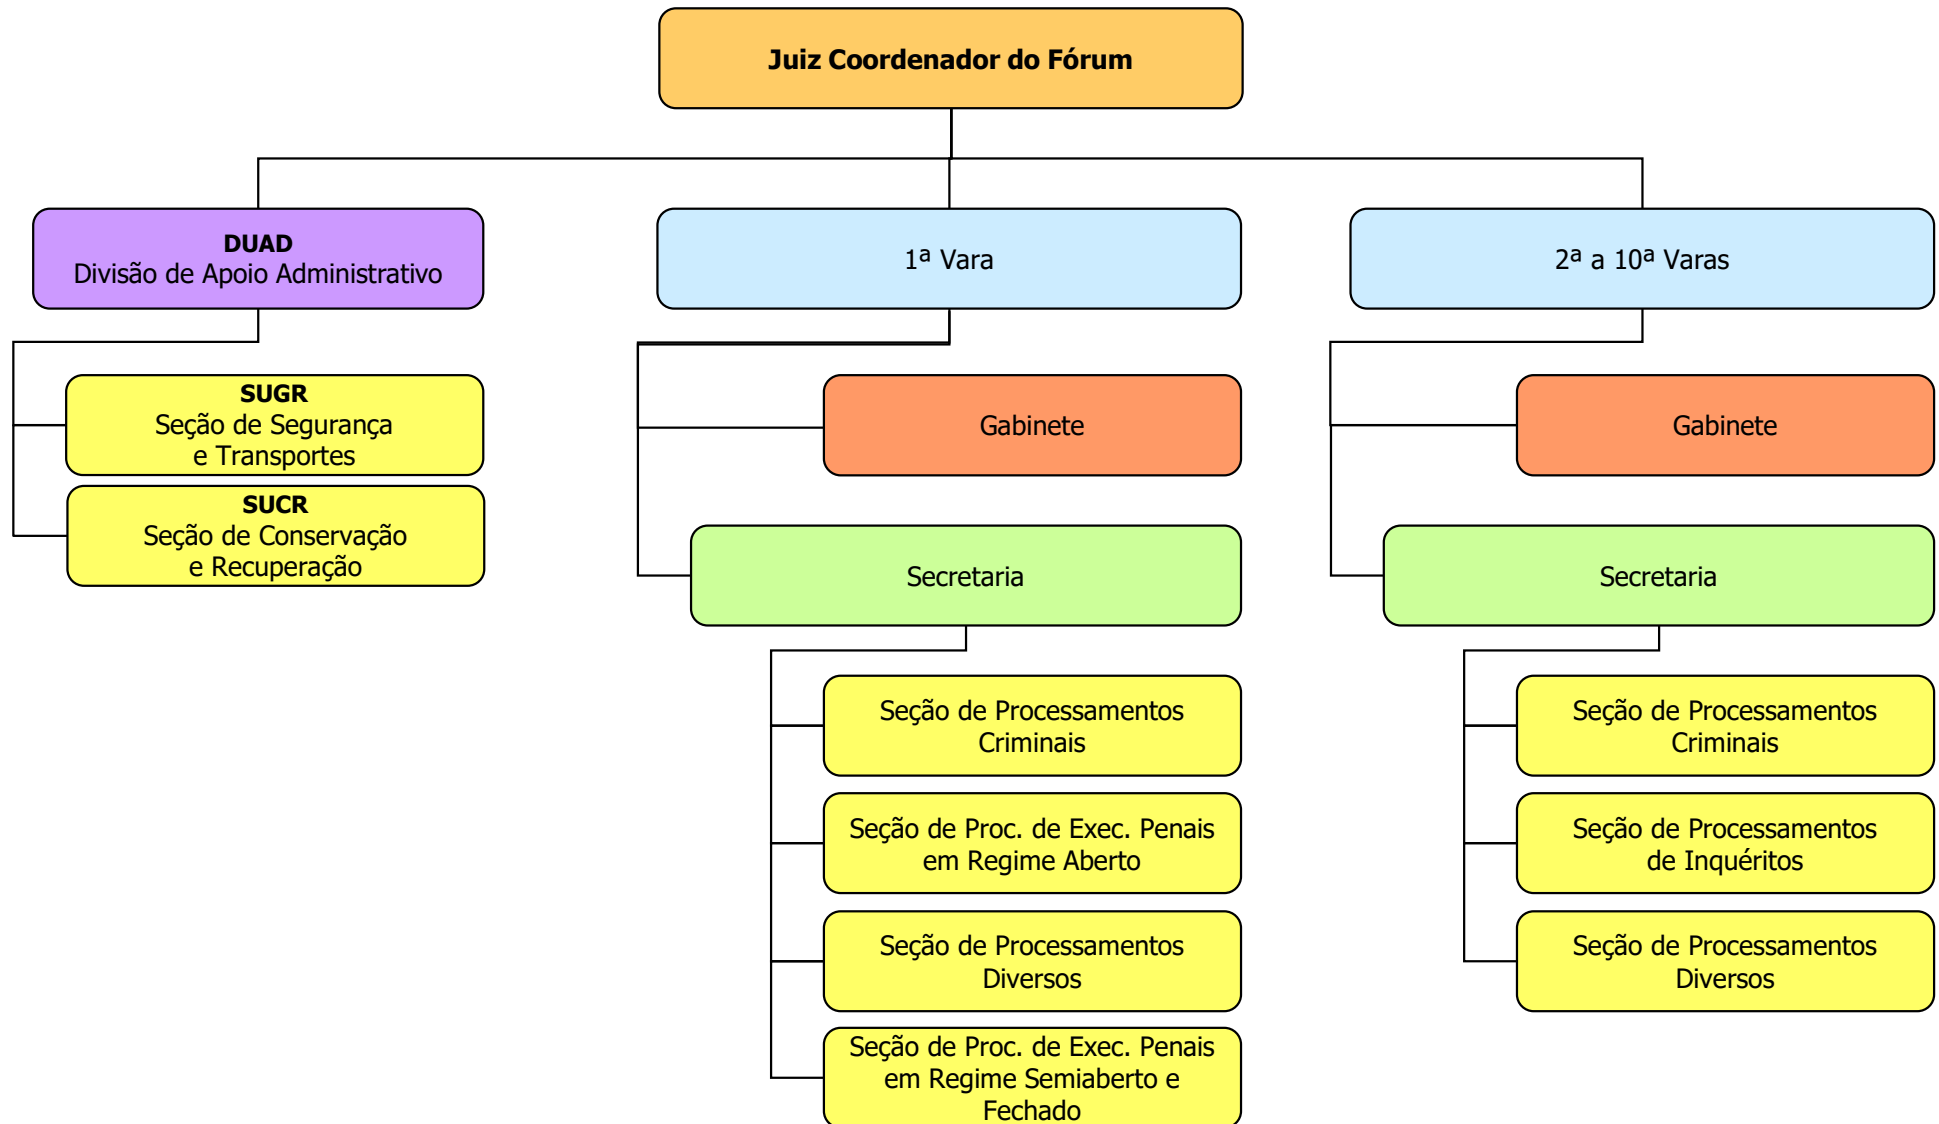 Juiz Coordenador do Fórum
DUAD
Divisão de Apoio Administrativo
SUGR
Seção de Segurança
e Transportes
SUCR
Seção de Conservação
e Recuperação
1ª Vara
Gabinete
Secretaria
Seção de Processamentos
Criminais
Seção de Proc. de Exec. Penais
em Regime Aberto
Seção de Processamentos
Diversos
Seção de Proc. de Exec. Penais
em Regime Semiaberto e
Fechado
2ª a 10ª Varas
Gabinete
Secretaria
Seção de Processamentos
Criminais
Seção de Processamentos
de Inquéritos
Seção de Processamentos
Diversos